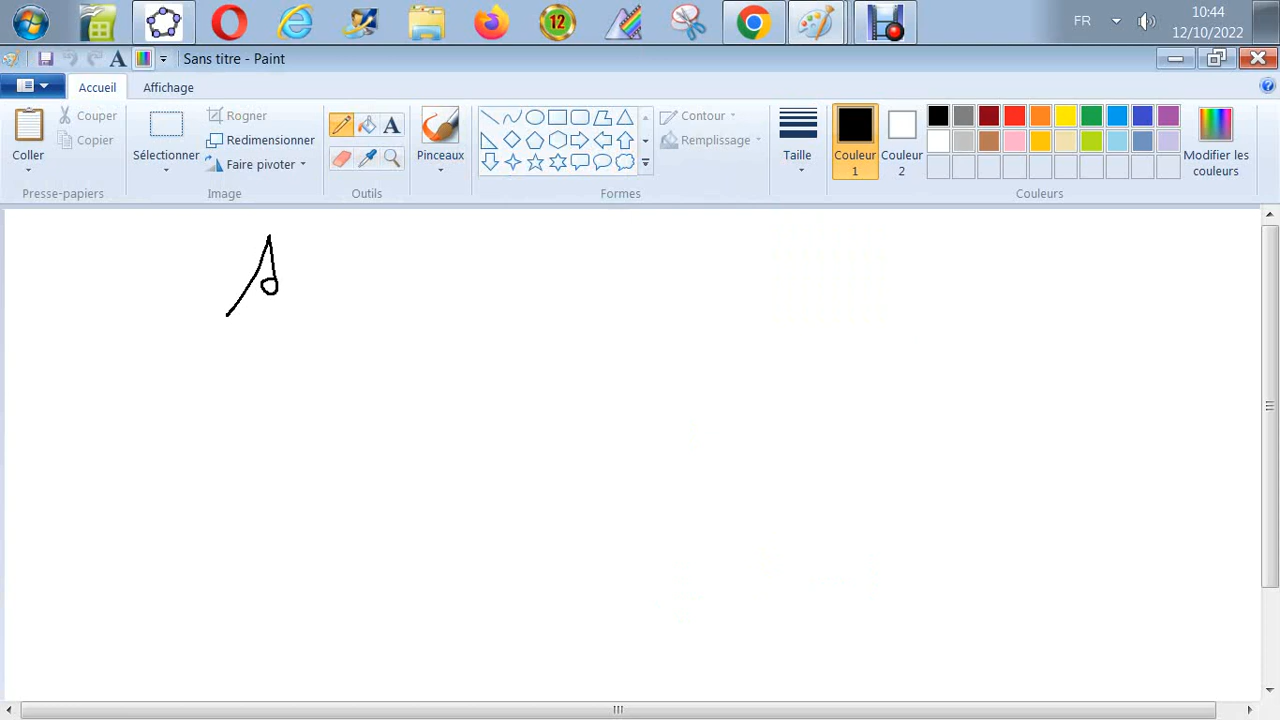 FR
10:44
12/10/2022
12
Sans titre - Paint
Accueil Affichage
Coller
Couper
Copier
Presse-papiers
Sélectionner
Rogner
Redimensionner
Faire pivoter
Image
A
Outils
Pinceaux
Formes
Contour
Remplissage
Taille
Couleur
1
Couleur
2
Modifier les
couleurs
Couleurs